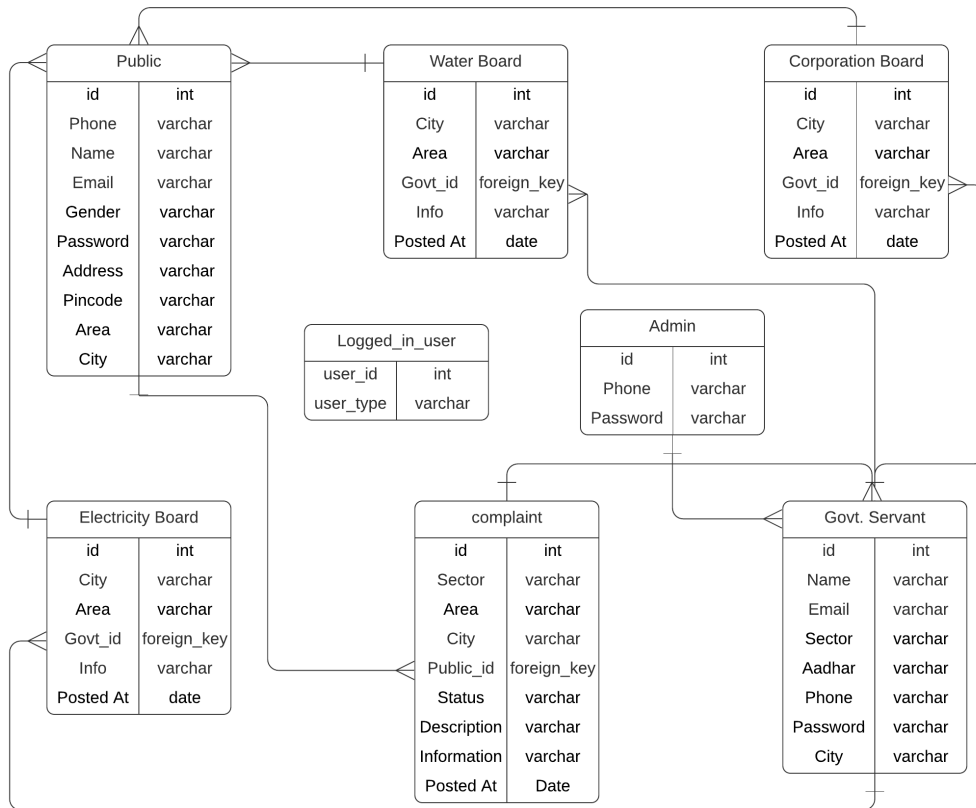 Public
id int
Phone varchar
Name varchar
Email varchar
Gender varchar
Password varchar
Address varchar
Pincode varchar
Area varchar
City varchar
Water Board
id int
City varchar
Area varchar
Govt_id foreign_key
Info varchar
Posted At date
Corporation Board
id int
City varchar
Area varchar
Govt_id foreign_key
Info varchar
Posted At date
Logged_in_user
user_id int
user_type varchar
Admin
id int
Phone varchar
Password varchar
Electricity Board
id int
City varchar
Area varchar
Govt_id foreign_key
Info varchar
Posted At date
complaint
id int
Sector varchar
Area varchar
City varchar
Public_id foreign_key
Status varchar
Description varchar
Information varchar
Posted At Date
Govt. Servant
id int
Name varchar
Email varchar
Sector varchar
Aadhar varchar
Phone varchar
Password varchar
City varchar